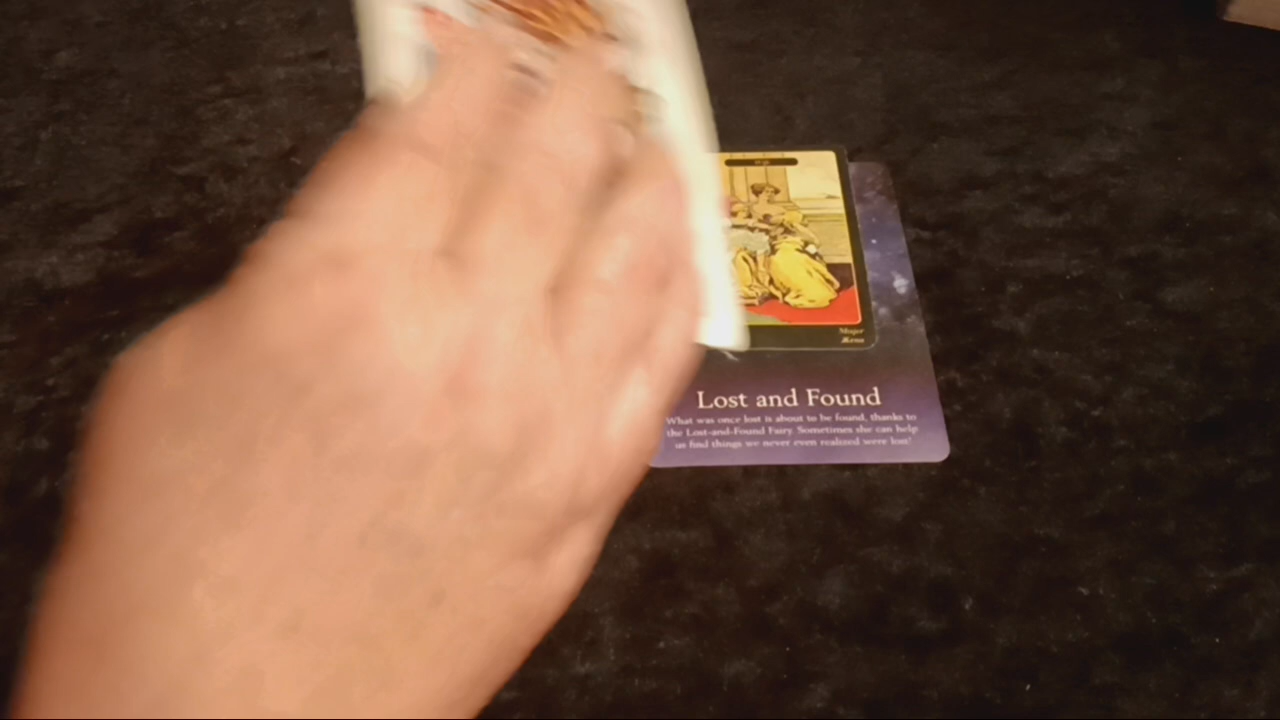 Major
Zena
Lost and Found
What was once lost is about to be found, thanks to
the Lost-and-Found Fairy. Sometimes she can help
us find things we never even realized were lost!